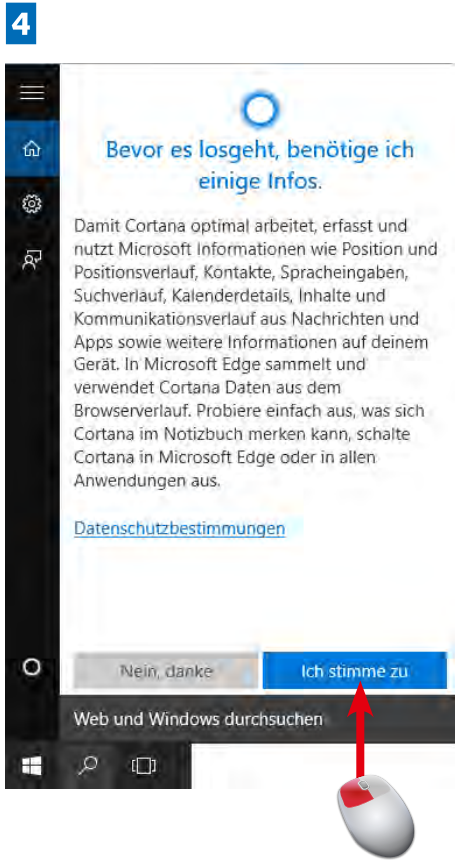 4
Bevor es losgeht, benötige ich
einige Infos.
Damit Cortana optimal arbeitet, erfasst und
nutzt Microsoft Informationen wie Position und
Positionsverlauf, Kontakte, Spracheingaben,
Suchverlauf, Kalenderdetails, Inhalte und
Kommunikationsverlauf aus Nachrichten und
Apps sowie weitere Informationen auf deinem
Gerät. In Microsoft Edge sammelt und
verwendet Cortana Daten aus dem
Browserverlauf. Probiere einfach aus, was sich
Cortana im Notizbuch merken kann, schalte
Cortana in Microsoft Edge oder in allen
Anwendungen aus.
Datenschutzbestimmungen
Nein, danke
Ich stimme zu
Web und Windows durchsuchen